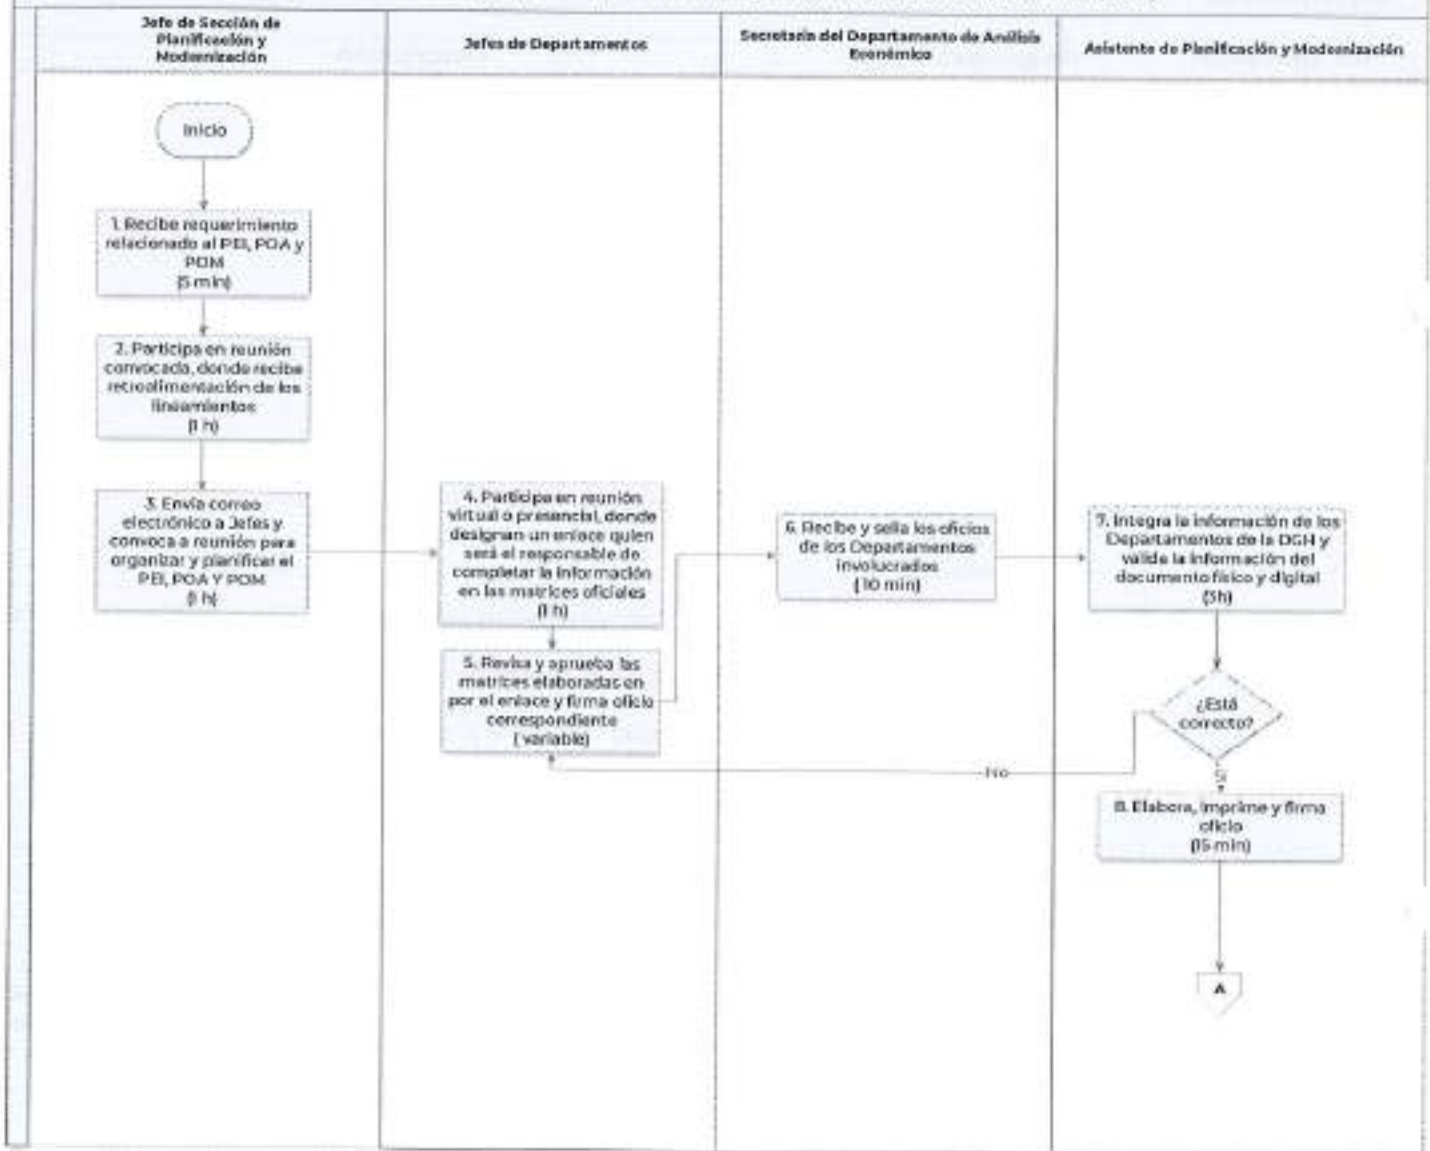 Jefe de Sección de
Planificación y
Modernización
Jefes de Departamentos
Secretaria del Departamento de Análisis
Económico
Asistente de Planificación y Modernización
Inicio
1. Recibe requerimiento
relacionado al PEI, POA y
POM
(5 min)
2. Participa en reunión
convocada, donde recibe
retroalimentación de los
lineamientos
(1 h)
3. Envía correo
electrónico a Jefes y
convoca a reunión para
organizar y planificar el
PEI, POA Y POM
(1 h)
4. Participa en reunión
virtual o presencial, donde
designan un enlace quien
será el responsable de
completar la información
en las matrices oficiales
(1 h)
5. Revisa y aprueba las
matrices elaboradas en
por el enlace y firma oficio
correspondiente
( variable)
6. Recibe y sella los oficios
de los Departamentos
involucrados
( 10 min)
7. Integra la información de los
Departamentos de la DGH y
valida la información del
documento físico y digital
¿Está
correcto?
No
Si
8. Elabora, imprime y firma
oficio
(15 min)
A